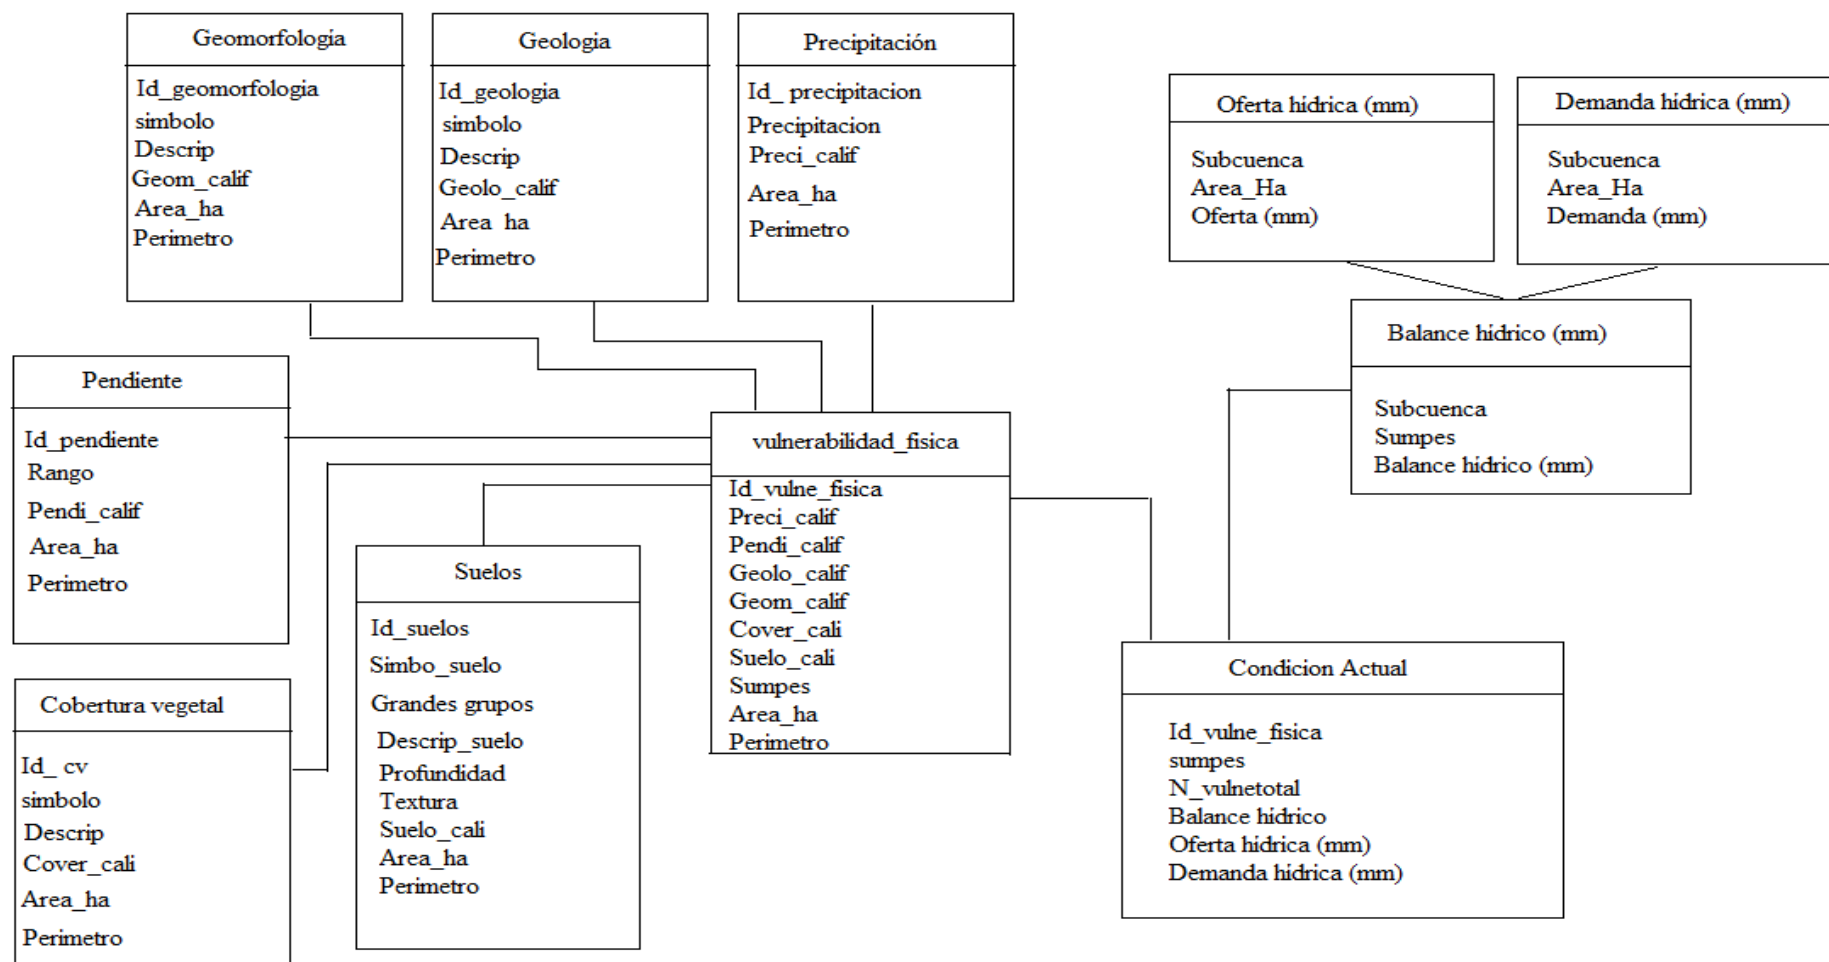 Geomorfologia
Id_geomorfologia
simbolo
Descrip
Geom_calif
Area_ha
Perimetro
Geologia
Id_geologia
simbolo
Descrip
Geolo_calif
Area ha
Perimetro
Precipitación
Id_ precipitacion
Precipitacion
Preci_calif
Area_ha
Perimetro
Oferta hídrica (mm)
Subcuenca
Area_Ha
Oferta (mm)
Demanda hídrica (mm)
Subcuenca
Area_Ha
Demanda (mm)
Balance hídrico (mm)
Subcuenca
Sumpes
Balance hídrico (mm)
Pendiente
Id_pendiente
Rango
Pendi_calif
Area_ha
Perimetro
vulnerabilidad_fisica
Id_vulne_fisica
Preci_calif
Pendi_calif
Geolo_calif
Geom_calif
Cover_cali
Suelo_cali
Sumpes
Area_ha
Perimetro
Suelos
Id_suelos
Simbo_suelo
Grandes grupos
Descrip_suelo
Profundidad
Textura
Suelo_cali
Area_ha
Perimetro
Cobertura vegetal
Id_ cv
simbolo
Descrip
Cover_cali
Area_ha
Perimetro
Condicion Actual
Id_vulne_fisica
sumpes
N_vulnetotal
Balance hídrico
Oferta hídrica (mm)
Demanda hídrica (mm)